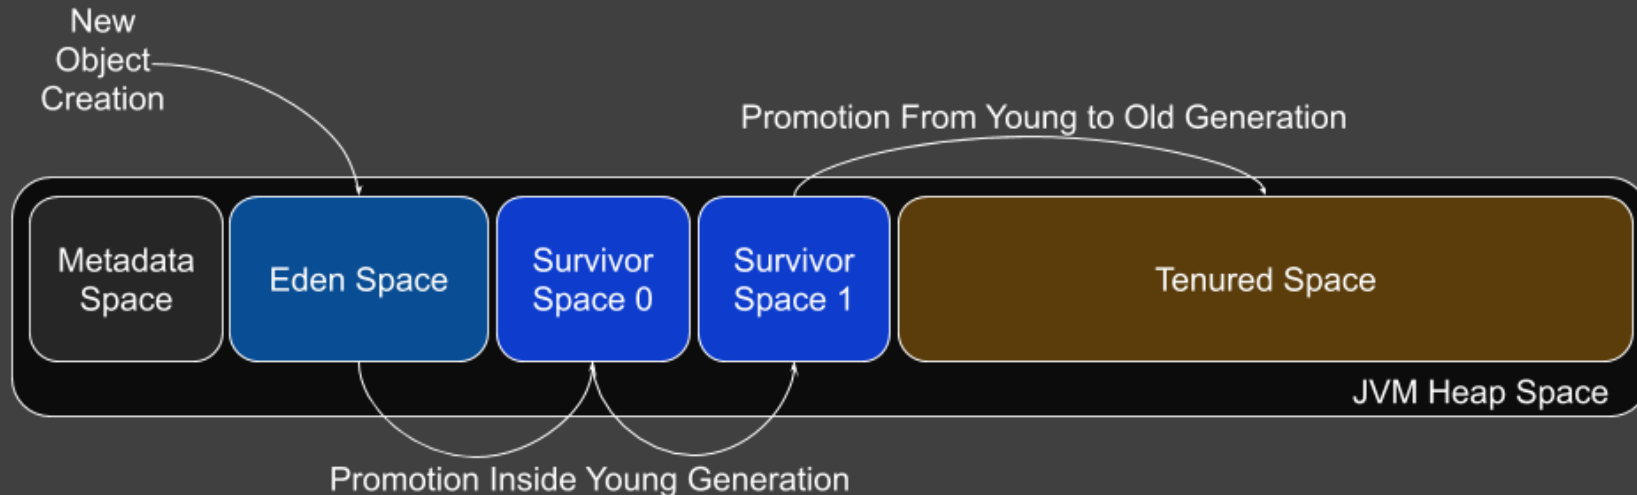 New
Object
Creation
Promotion From Young to Old Generation
Metadata
Space
Eden Space
Survivor
Space 0
Survivor
Space 1
Tenured Space
JVM Heap Space
Promotion Inside Young Generation